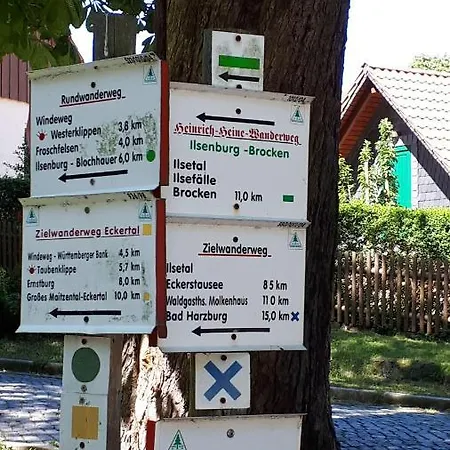 Rundwanderweg
Windeweg
Westerklippen 3,8 km
Froschfelsen 4,0 km
Ilsenburg - Blochhauer 6,0 km
Heinrich-Heine-Wanderweg
Ilsenburg -Brocken
Ilsetal
Ilsefälle
Brocken 11,0 km
Zielwanderweg Eckertal
Windeweg - Württemberger Bank 4,5 km
Taubenklippe 5,7 km
Ernstburg 8,0 km
Großes Maitzental-Eckertal 10,0 km
Zielwanderweg
Ilsetal
Eckerstausee 8 5 km
Waldgasths. Molkenhaus 11 0 km
Bad Harzburg 15,0 km